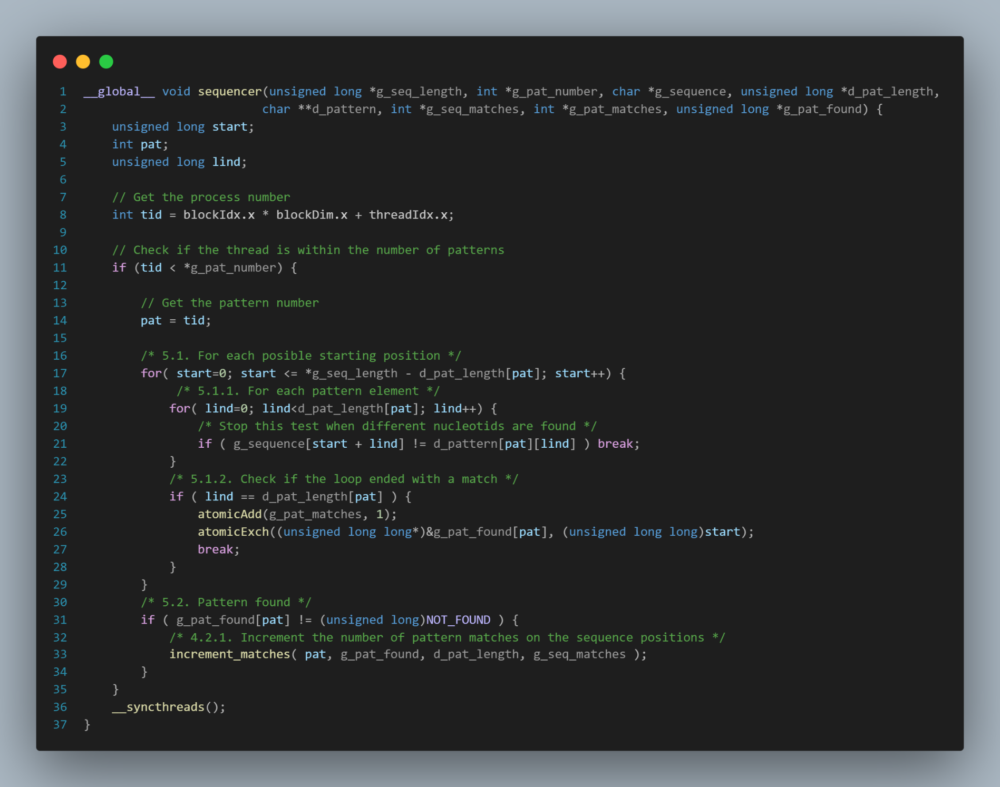 1 __global__ void sequencer(unsigned long *g_seq_length, int *g_pat_number, char *g_sequence, unsigned long *d_pat_length,
2                          char **d_pattern, int *g_seq_matches, int *g_pat_matches, unsigned long *g_pat_found) {
3     unsigned long start;
4     int pat;
5     unsigned long lind;
6
7     // Get the process number
8     int tid = blockIdx.x * blockDim.x + threadIdx.x;
9
10     // Check if the thread is within the number of patterns
11     if (tid < *g_pat_number) {
12
13         // Get the pattern number
14         pat = tid;
15
16         /* 5.1. For each posible starting position */
17         for( start=0; start <= *g_seq_length - d_pat_length[pat]; start++) {
18              /* 5.1.1. For each pattern element */
19             for( lind=0; lind<d_pat_length[pat]; lind++) {
20                 /* Stop this test when different nucleotids are found */
21                 if ( g_sequence[start + lind] != d_pattern[pat][lind] ) break;
22             }
23             /* 5.1.2. Check if the loop ended with a match */
24             if ( lind == d_pat_length[pat] ) {
25                 atomicAdd(g_pat_matches, 1);
26                 atomicExch((unsigned long long*)&g_pat_found[pat], (unsigned long long)start);
27                 break;
28             }
29         }
30         /* 5.2. Pattern found */
31         if ( g_pat_found[pat] != (unsigned long)NOT_FOUND ) {
32             /* 4.2.1. Increment the number of pattern matches on the sequence positions */
33             increment_matches( pat, g_pat_found, d_pat_length, g_seq_matches );
34         }
35     }
36     __syncthreads();
37 }